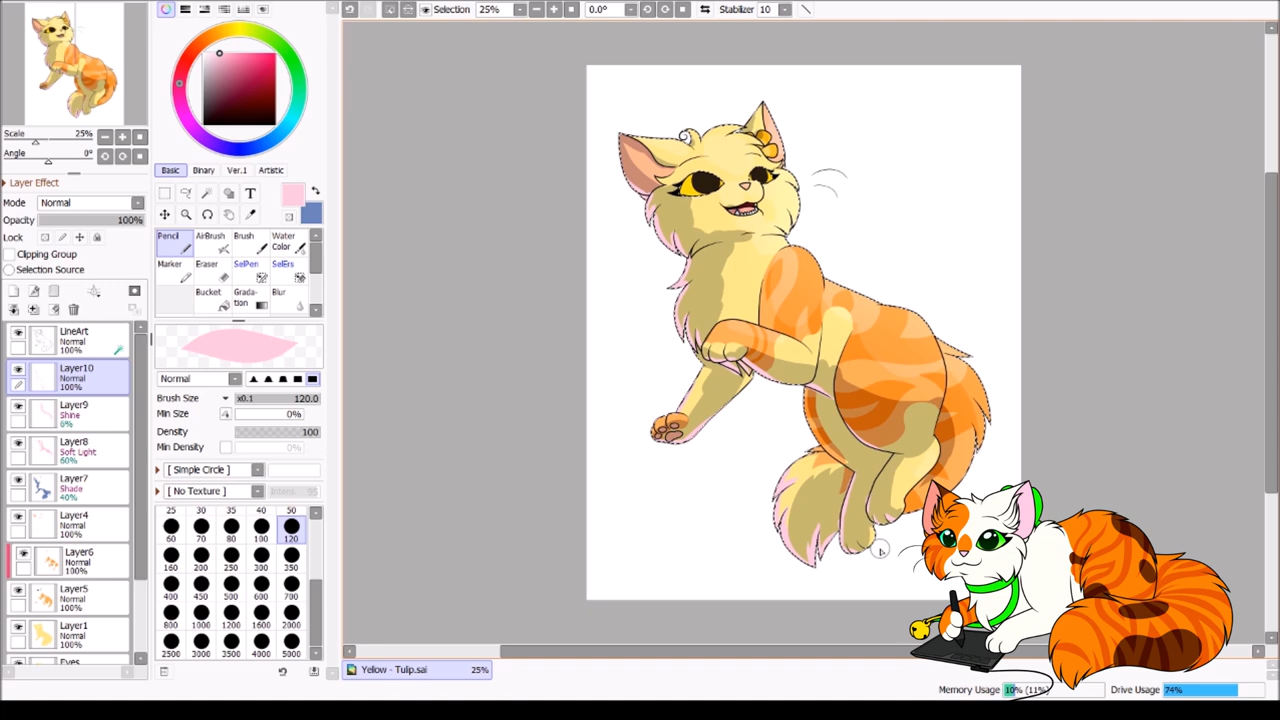 Selection 25% 0.0° Stabilizer 10
Scale 25%
Angle 0°
Layer Effect
Mode Normal
Opacity 100%
Lock
Clipping Group
Selection Source
LineArt
Normal
100%
Layer10
Normal
100%
Layer9
Shine
6%
Layer8
Soft Light
60%
Layer7
Shade
40%
Layer4
Normal
100%
Layer6
Normal
100%
Layer5
Normal
100%
Layer1
Normal
100%
Eyes
Basic Binary Ver.1 Artistic
T
Pencil AirBrush Brush Water Color
Marker Eraser SelPen SelErs
Bucket Grada-tion Blur
Normal
Brush Size x0.1 120.0
Min Size 0%
Density 100
Min Density 0%
[ Simple Circle ]
[ No Texture ] Intens. 95
25 30 35 40 50
60 70 80 100 120
160 200 250 300 350
400 450 500 600 700
800 1000 1200 1600 2000
2500 3000 3500 4000 5000
Yellow - Tulip.sai 25%
Memory Usage 10% (11%) Drive Usage 74%